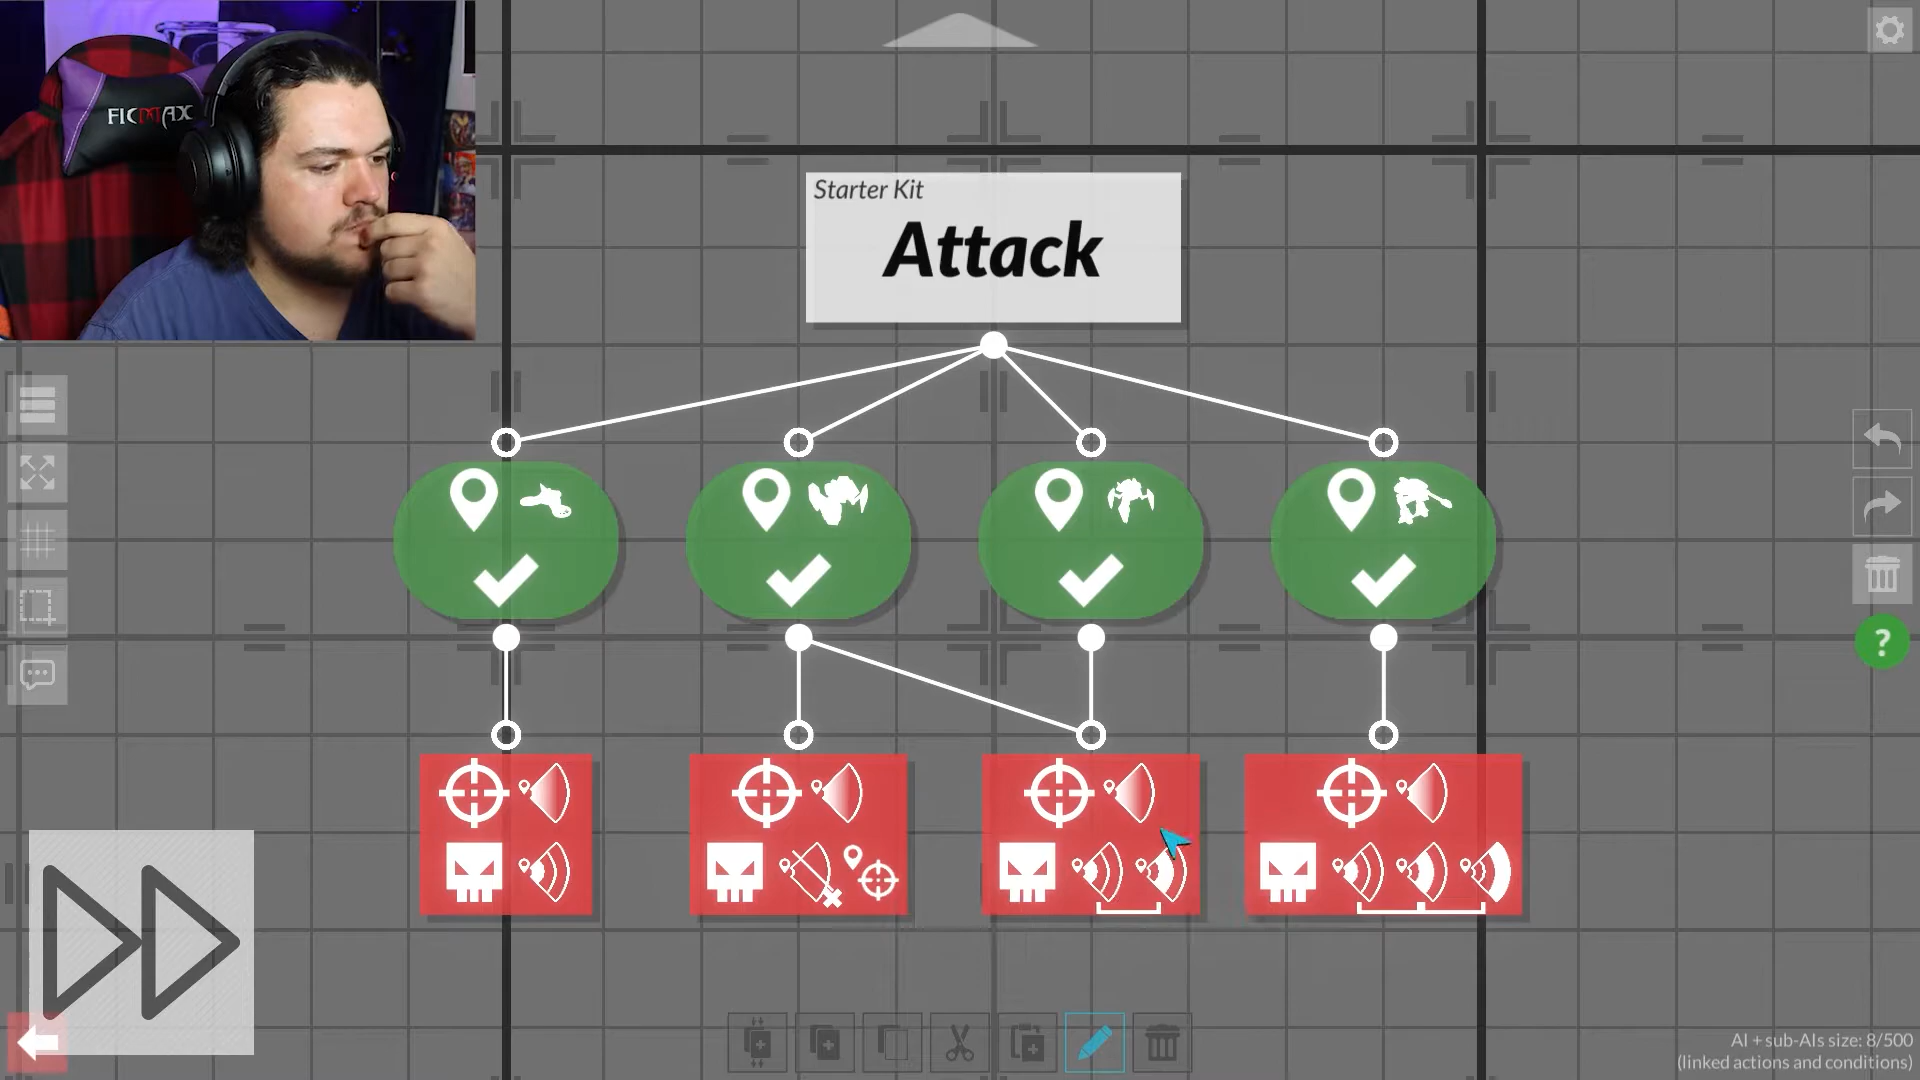 FICMAX
Starter Kit
Attack
?
AI + sub-AIs size: 8/500
(linked actions and conditions)